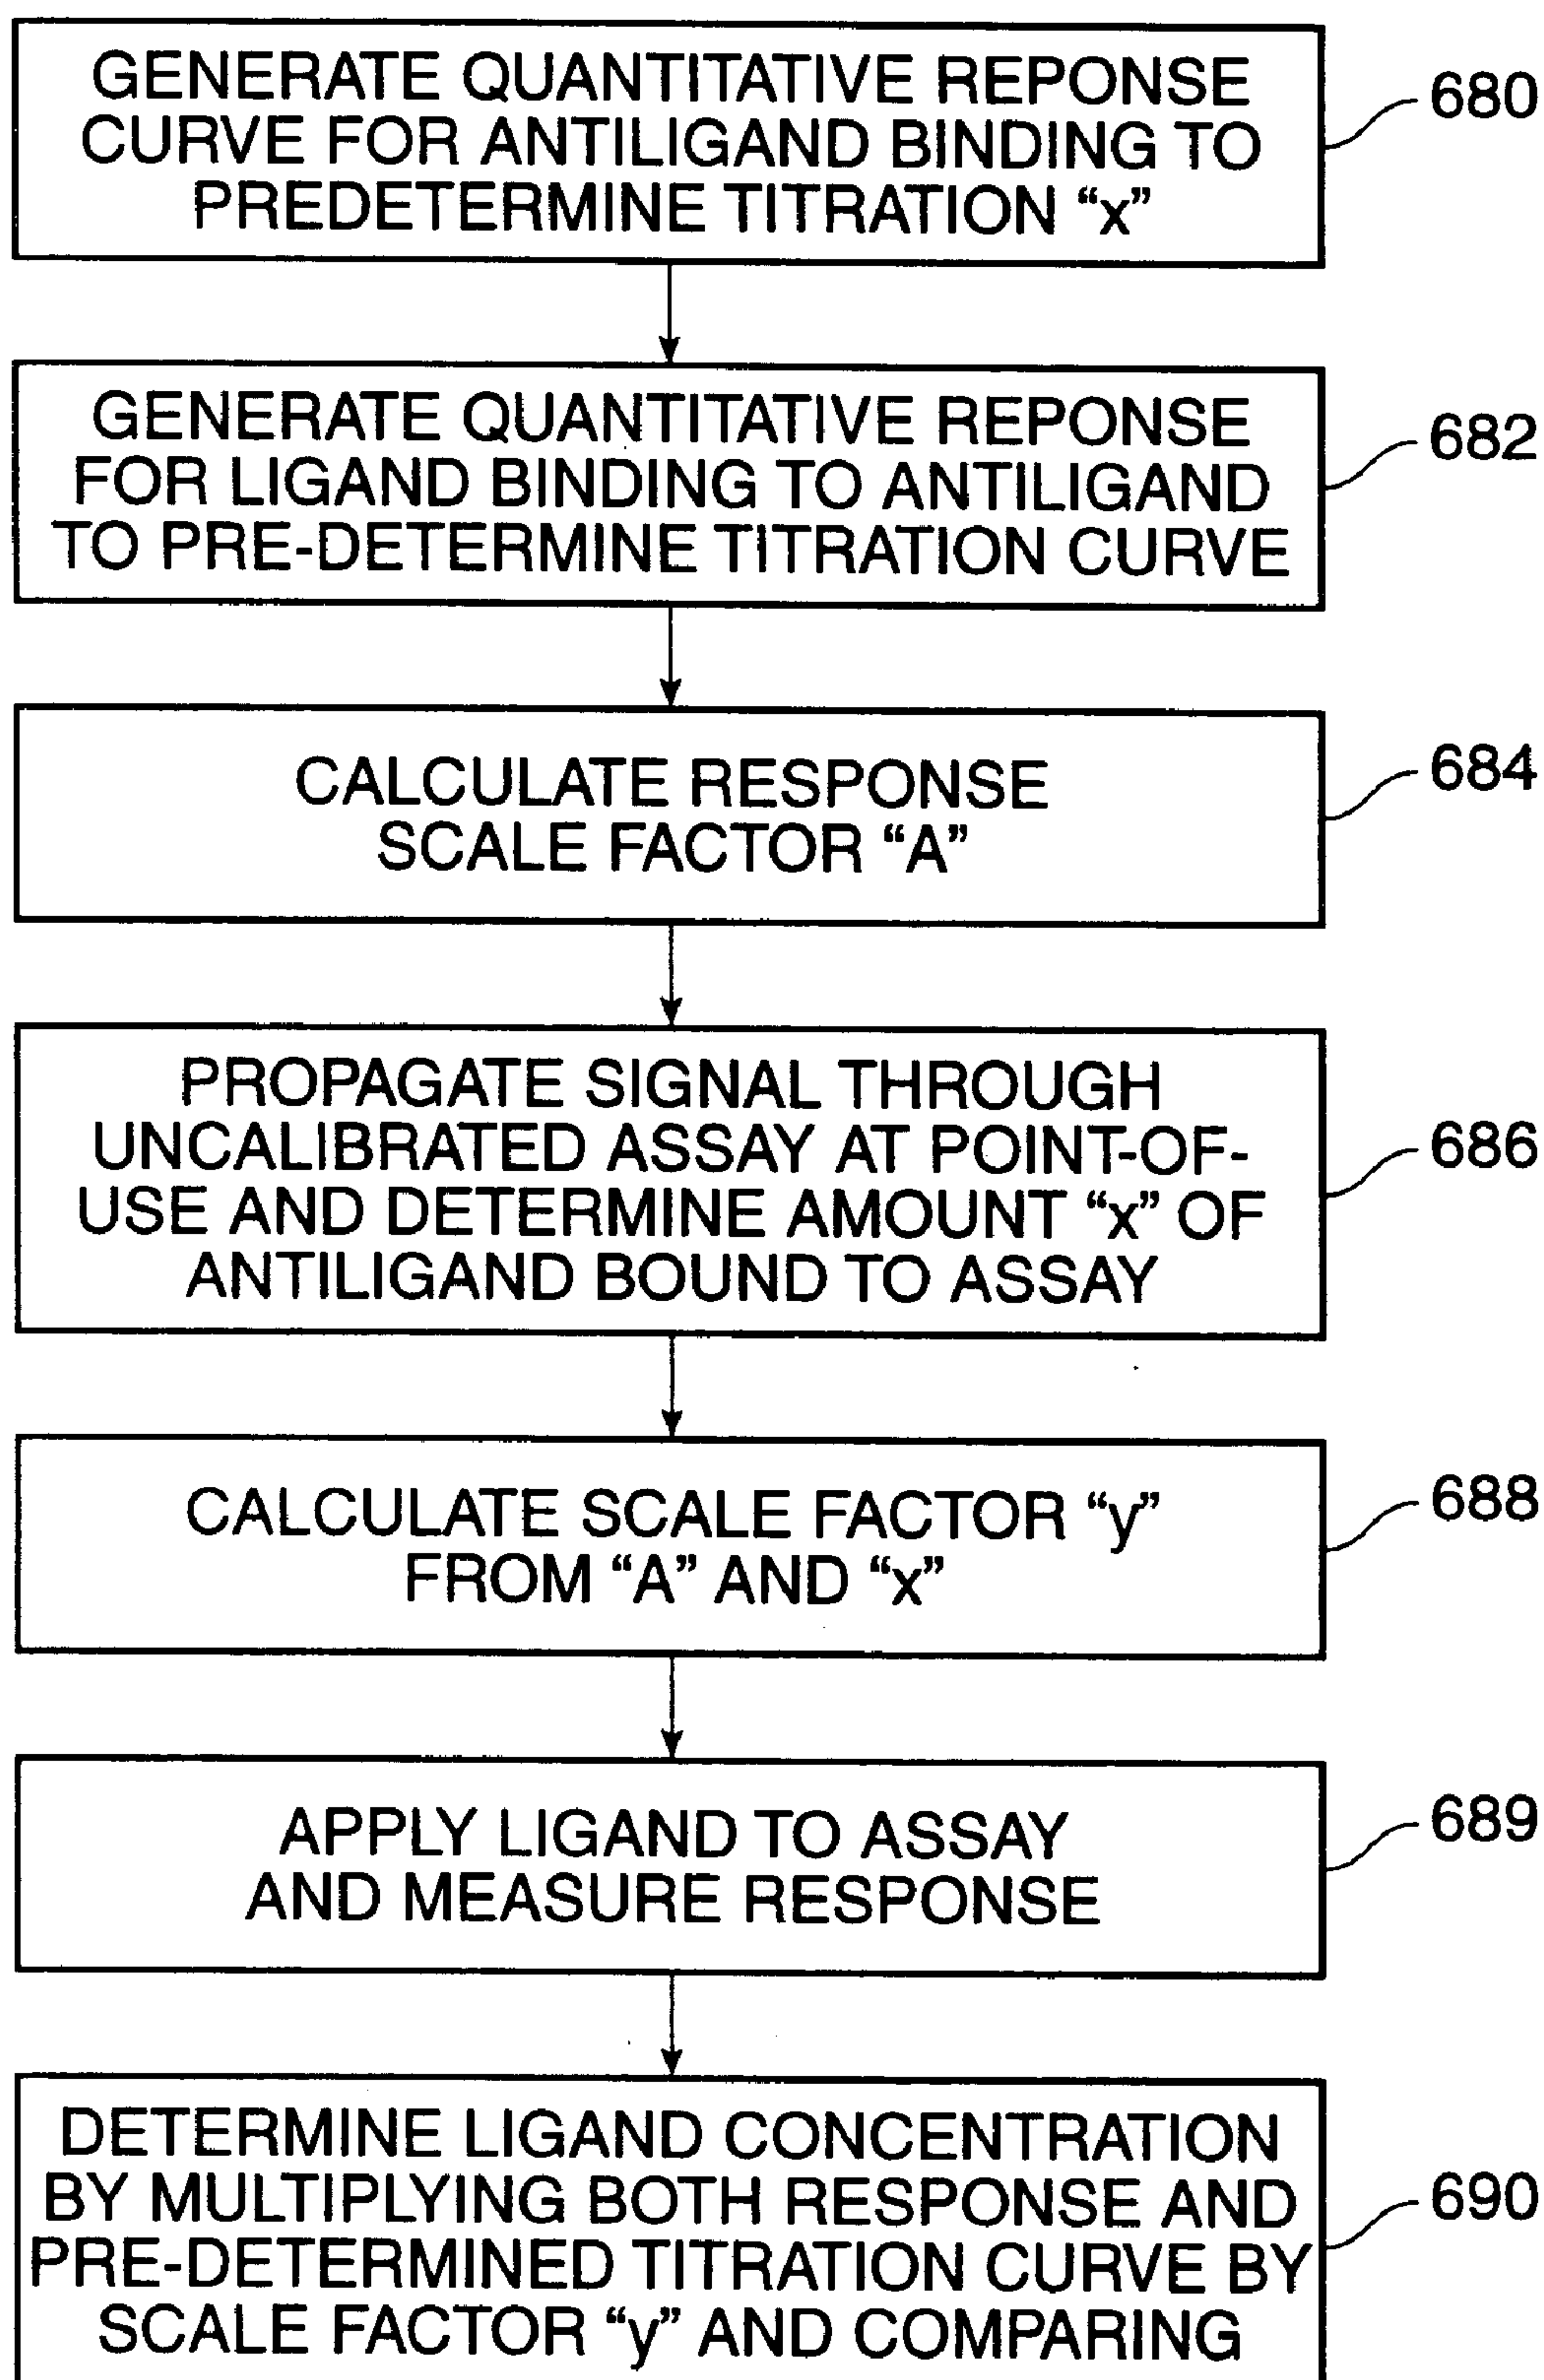 GENERATE QUANTITATIVE REPONSE
CURVE FOR ANTILIGAND BINDING TO
PREDETERMINE TITRATION “x”
680
GENERATE QUANTITATIVE REPONSE
FOR LIGAND BINDING TO ANTILIGAND
TO PRE-DETERMINE TITRATION CURVE
682
CALCULATE RESPONSE
SCALE FACTOR “A”
684
PROPAGATE SIGNAL THROUGH
UNCALIBRATED ASSAY AT POINT-OF-
USE AND DETERMINE AMOUNT “x” OF
ANTILIGAND BOUND TO ASSAY
686
CALCULATE SCALE FACTOR “y”
FROM “A” AND “x”
688
APPLY LIGAND TO ASSAY
AND MEASURE RESPONSE
689
DETERMINE LIGAND CONCENTRATION
BY MULTIPLYING BOTH RESPONSE AND
PRE-DETERMINED TITRATION CURVE BY
SCALE FACTOR “y” AND COMPARING
690